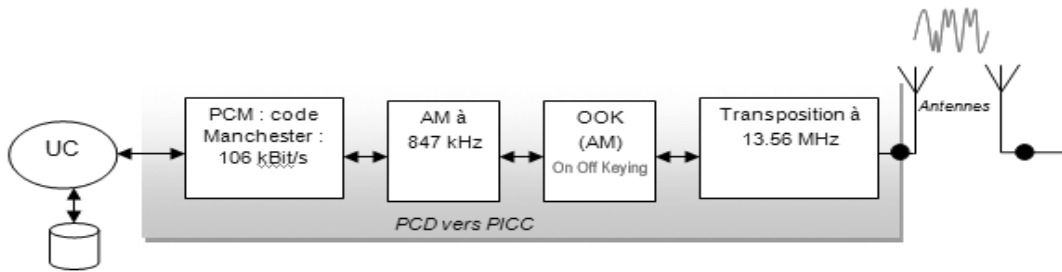 UC
PCM : code
Manchester :
106 kBit/s
AM à
847 kHz
OOK
(AM)
On Off Keying
Transposition à
13.56 MHz
Antennes
PCD vers PICC